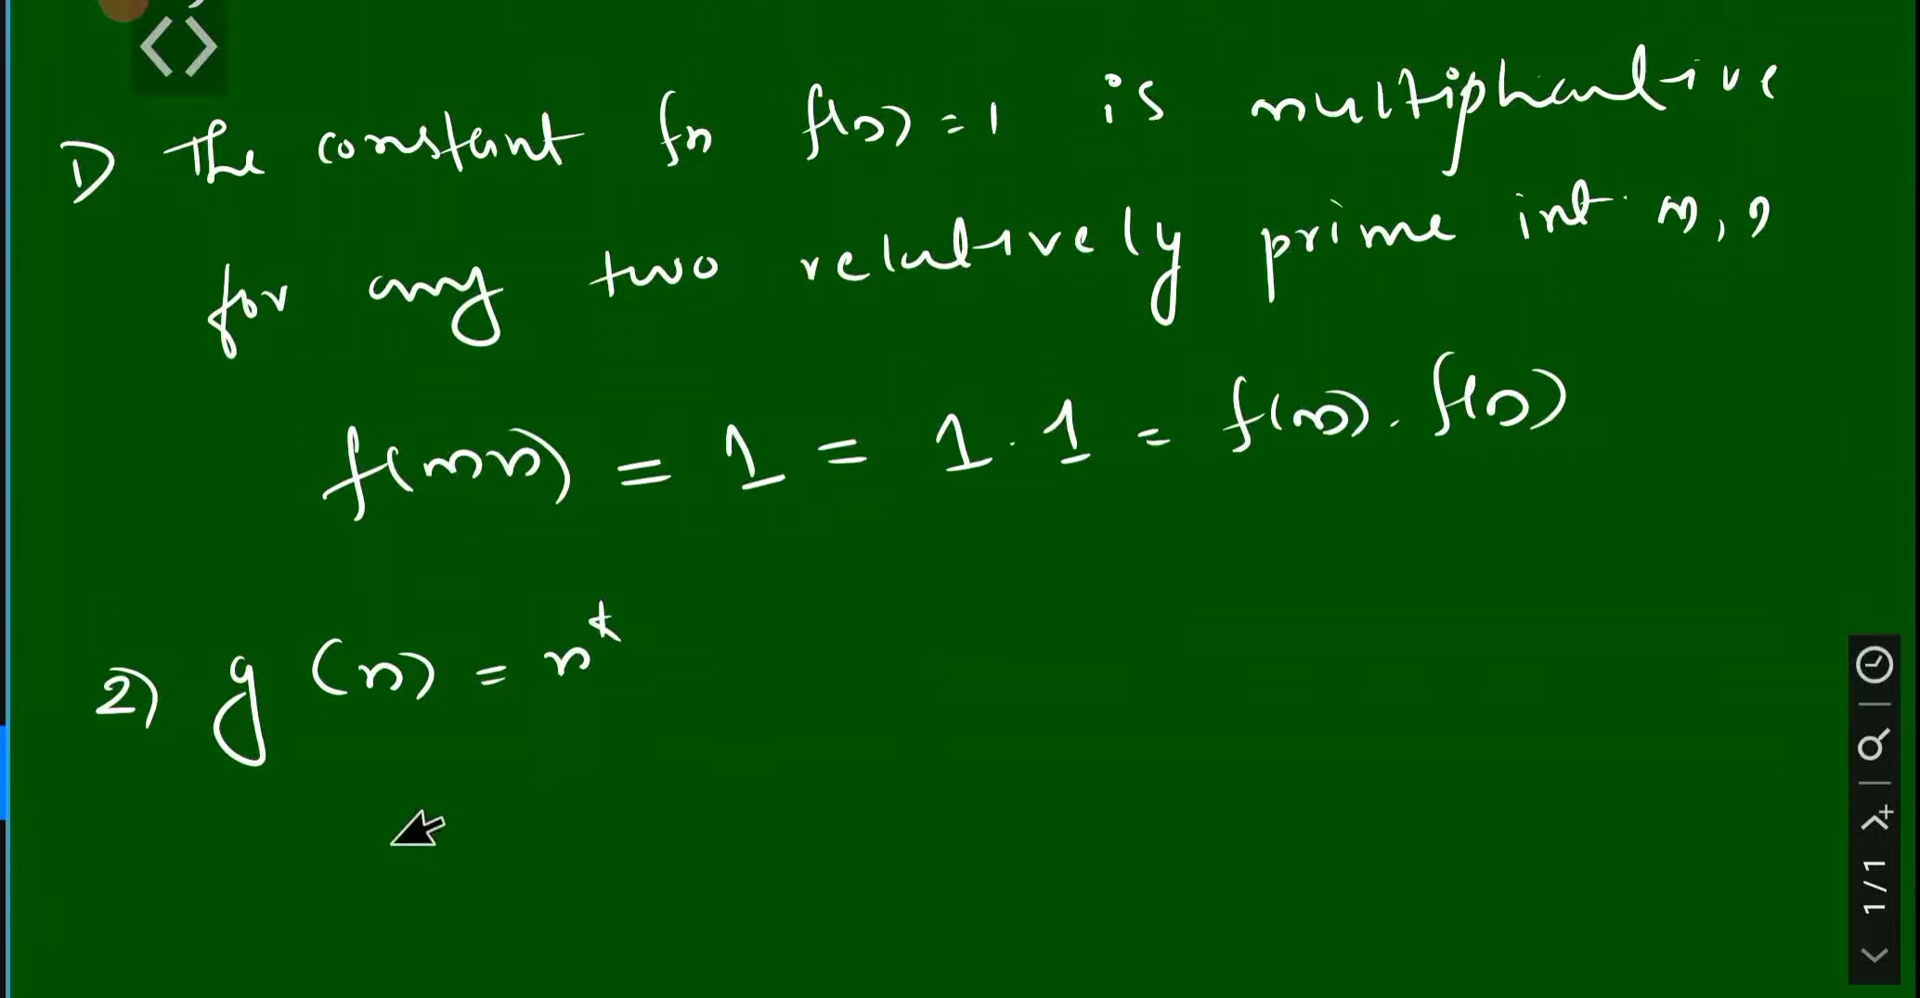 1) The constant fn f(n) = 1 is multiplicative
for any two relatively prime int. m, n
f(mn) = 1 = 1 . 1 = f(m) . f(n)
2) g (n) = n^k
1 / 1